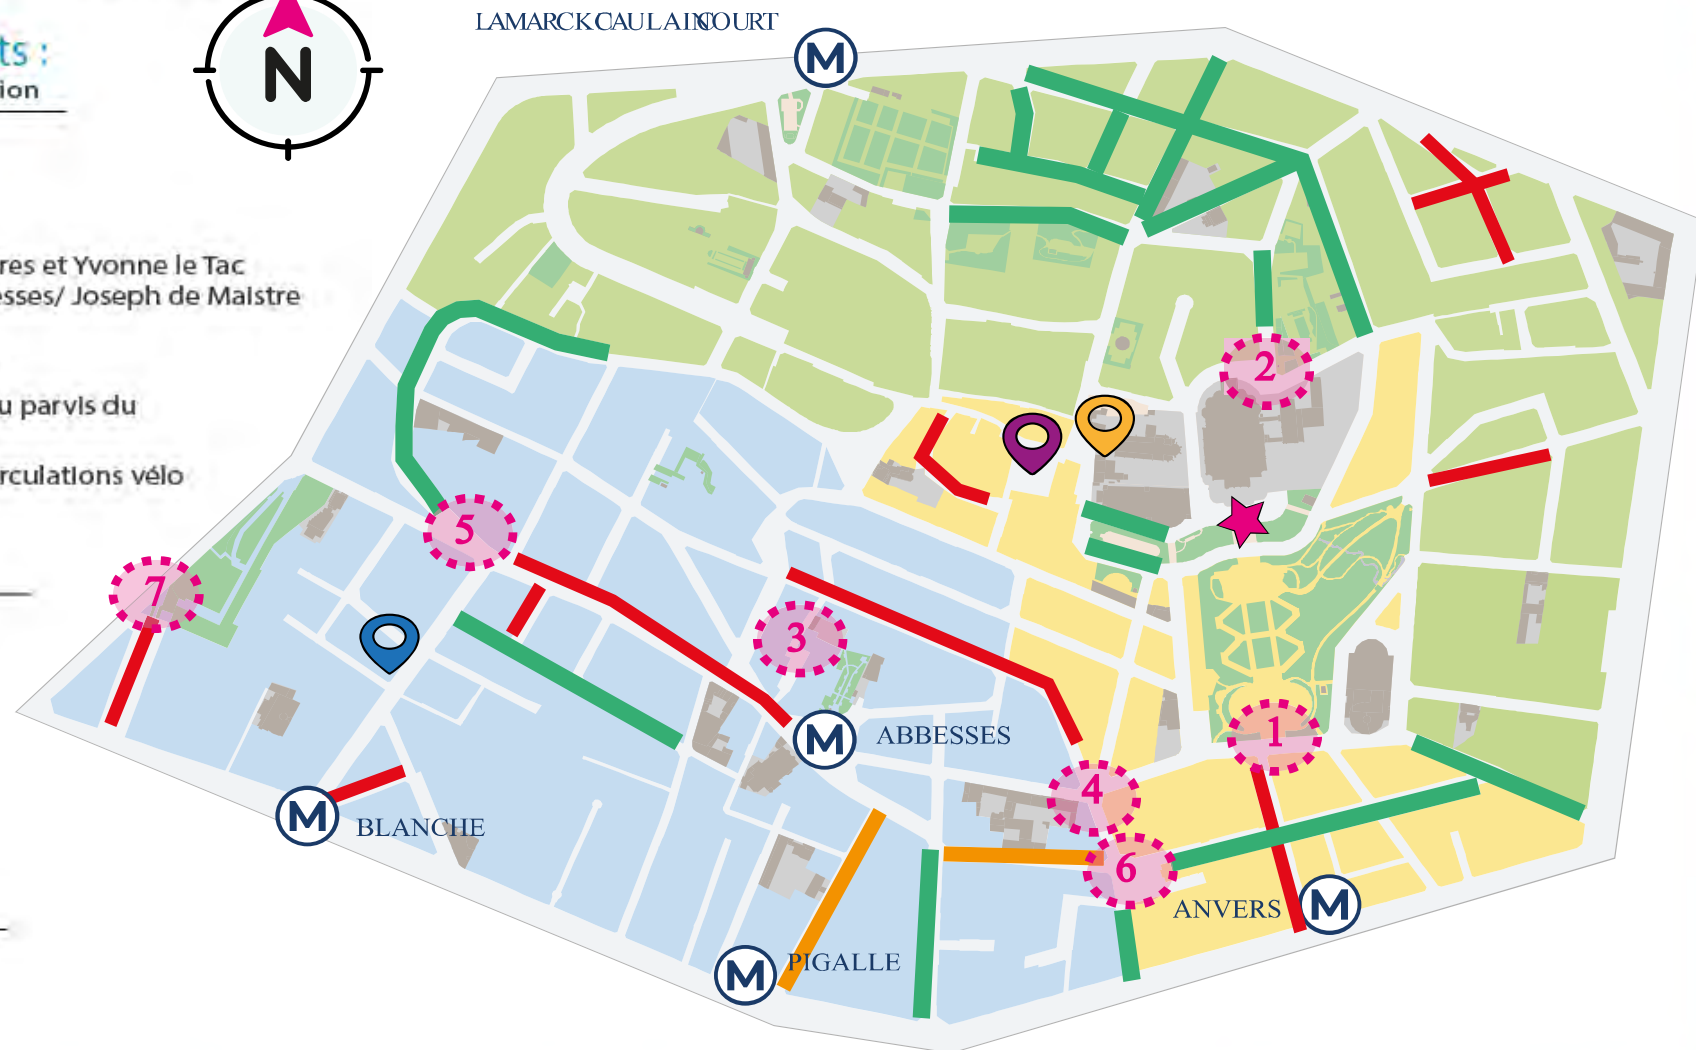 LAMARCK CAULAINCOURT
M
N
ts :
ion
res et Yvonne le Tac
esses/ Joseph de Maistre
u parvis du
rculations vélo
2
5
7
3
1
M
ABBESSES
4
M
BLANCHE
6
ANVERS
M
M
PIGALLE